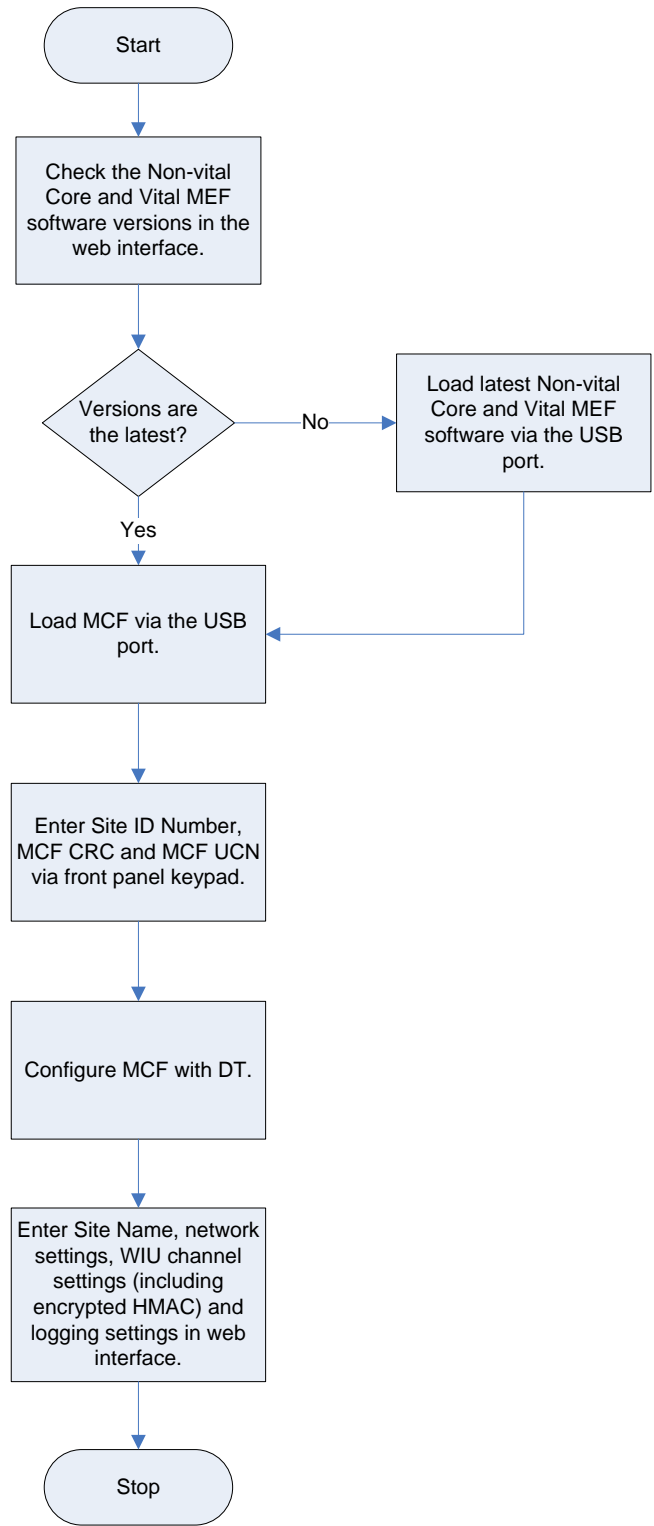 Start
Check the Non-vital
Core and Vital MEF
software versions in the
web interface.
Versions are
the latest?
No
Load latest Non-vital
Core and Vital MEF
software via the USB
port.
Yes
Load MCF via the USB
port.
Enter Site ID Number,
MCF CRC and MCF UCN
via front panel keypad.
Configure MCF with DT.
Enter Site Name, network
settings, WIU channel
settings (including
encrypted HMAC) and
logging settings in web
interface.
Stop